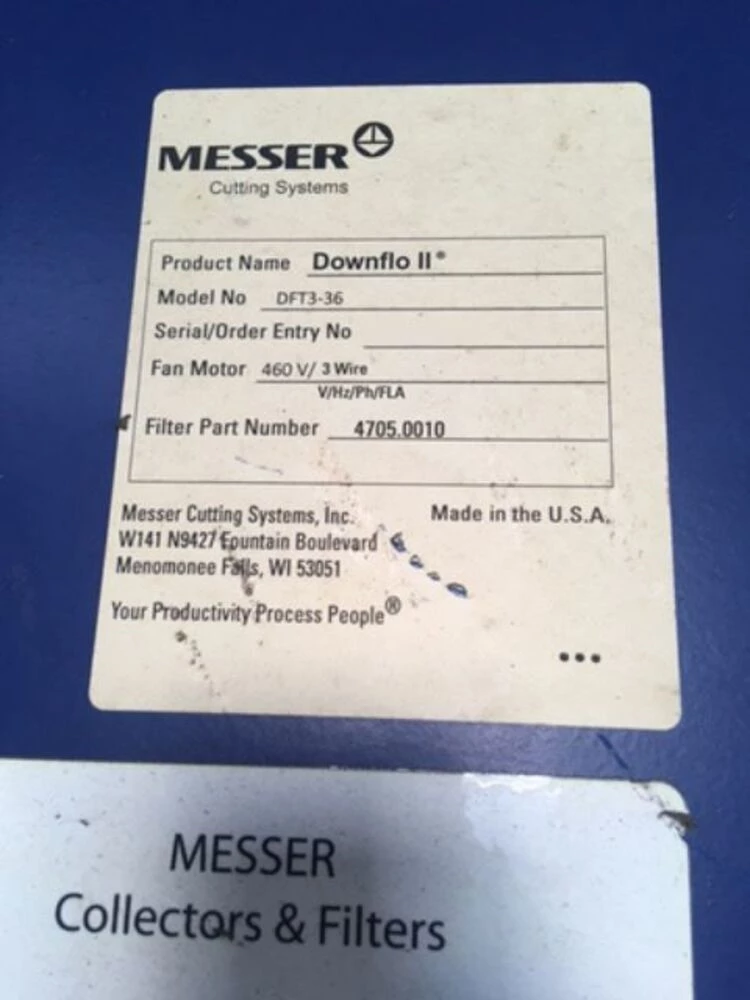 MESSER
Cutting Systems
Product Name Downflo II®
Model No DFT3-36
Serial/Order Entry No
Fan Motor 460 V/ 3 Wire
V/Hz/Ph/FLA
Filter Part Number 4705.0010
Messer Cutting Systems, Inc. Made in the U.S.A.
W141 N9427 Fountain Boulevard
Menomonee Falls, WI 53051
Your Productivity Process People®
MESSER
Collectors & Filters